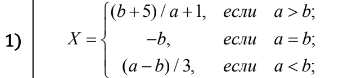 (b+5)/a+1, если a>b;
1) X = -b, если a=b;
(a-b)/3, если a<b;